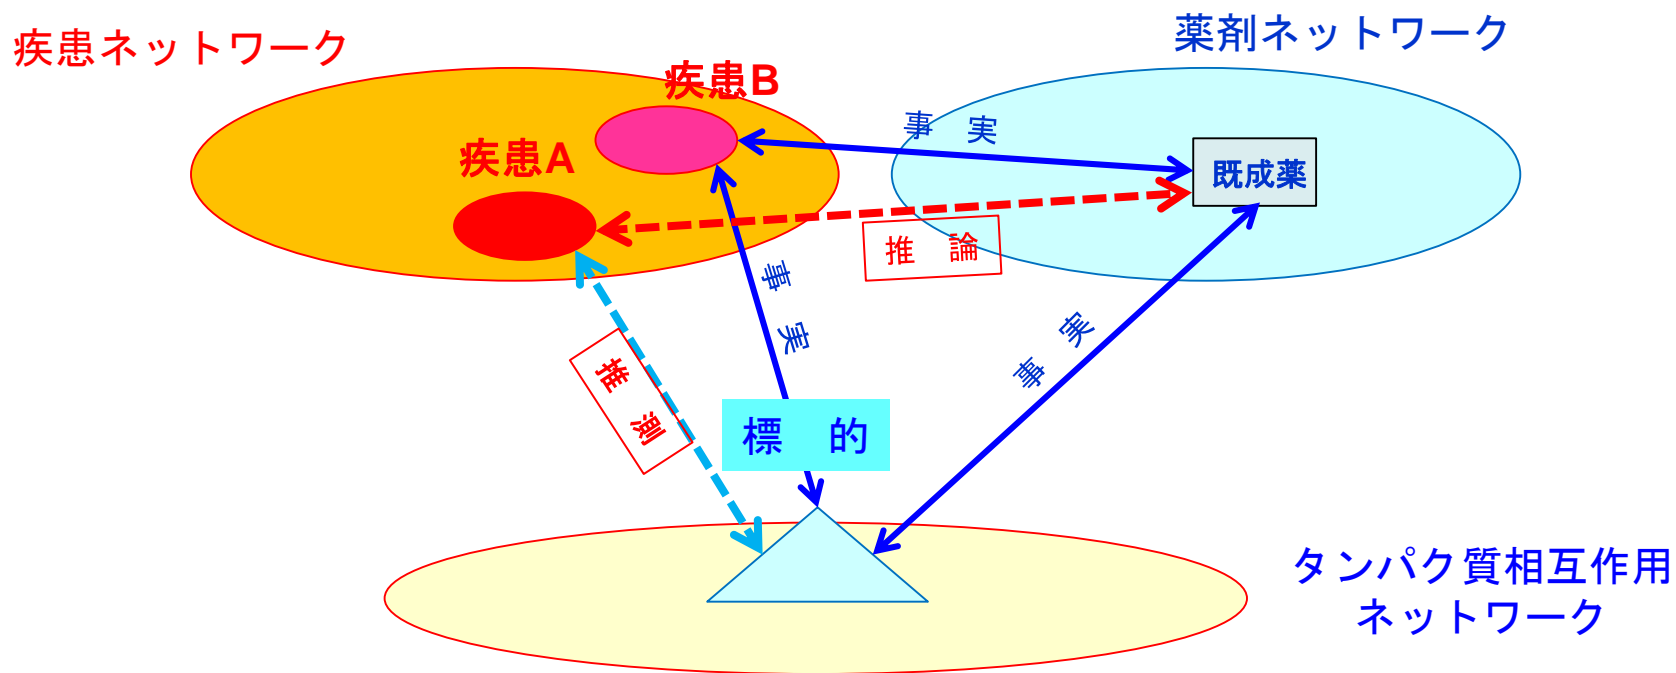 疾患ネットワーク
薬剤ネットワーク
疾患B
疾患A
事 実
既成薬
推 論
事 実
事 実
推 測
標 的
タンパク質相互作用
ネットワーク